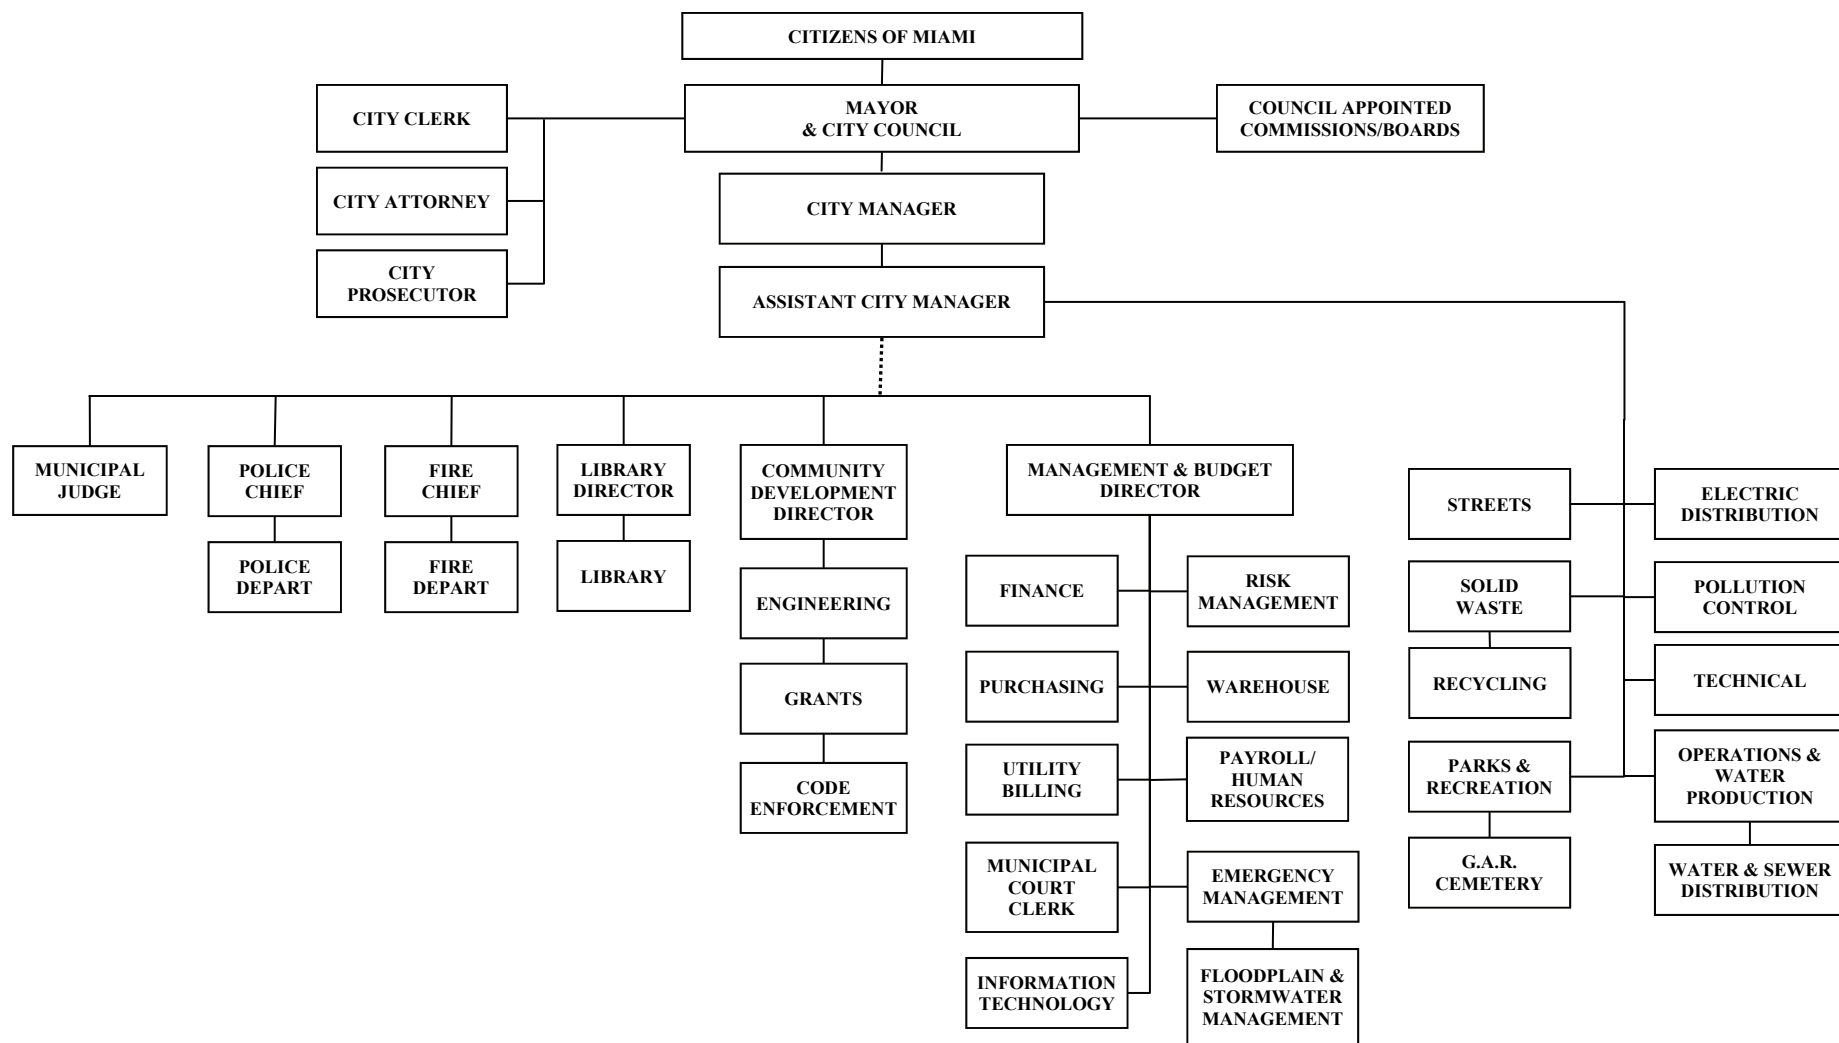 CITIZENS OF MIAMI
CITY CLERK
MAYOR
& CITY COUNCIL
COUNCIL APPOINTED
COMMISSIONS/BOARDS
CITY ATTORNEY
CITY MANAGER
CITY
PROSECUTOR
ASSISTANT CITY MANAGER
MUNICIPAL
JUDGE
POLICE
CHIEF
FIRE
CHIEF
LIBRARY
DIRECTOR
COMMUNITY
DEVELOPMENT
DIRECTOR
MANAGEMENT & BUDGET
DIRECTOR
STREETS
ELECTRIC
DISTRIBUTION
POLICE
DEPART
FIRE
DEPART
LIBRARY
ENGINEERING
FINANCE
RISK
MANAGEMENT
SOLID
WASTE
POLLUTION
CONTROL
GRANTS
PURCHASING
WAREHOUSE
RECYCLING
TECHNICAL
CODE
ENFORCEMENT
UTILITY
BILLING
PAYROLL/
HUMAN
RESOURCES
PARKS &
RECREATION
OPERATIONS &
WATER
PRODUCTION
MUNICIPAL
COURT
CLERK
EMERGENCY
MANAGEMENT
G.A.R.
CEMETERY
WATER & SEWER
DISTRIBUTION
INFORMATION
TECHNOLOGY
FLOODPLAIN &
STORMWATER
MANAGEMENT